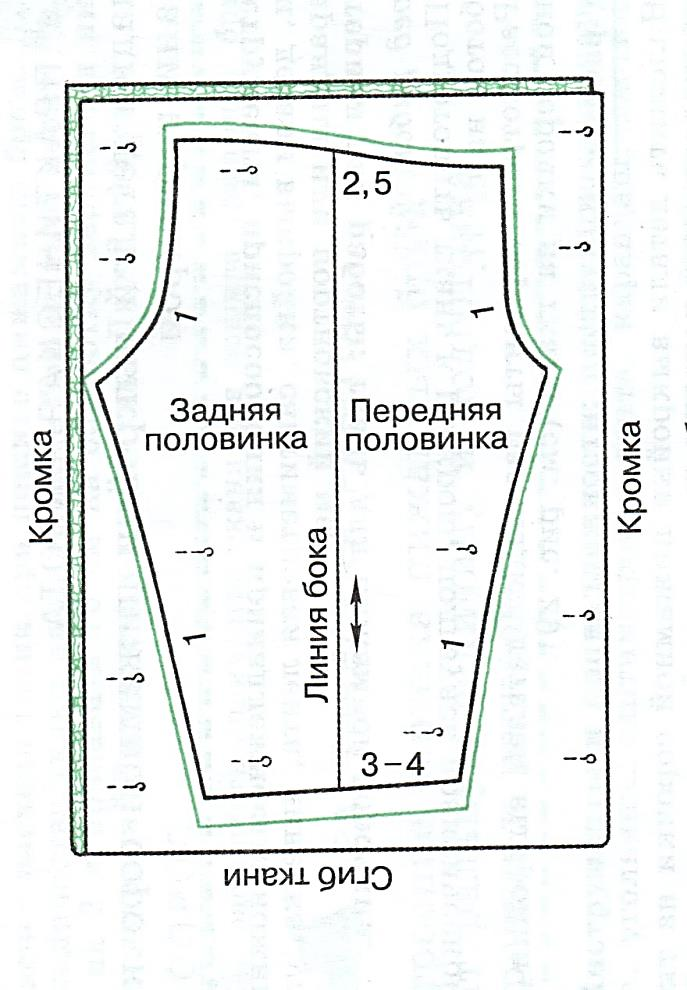 2,5
1
1
Задняя
половинка
Передняя
половинка
Кромка
Кромка
Линия бока
1
1
3–4
Сгиб ткани